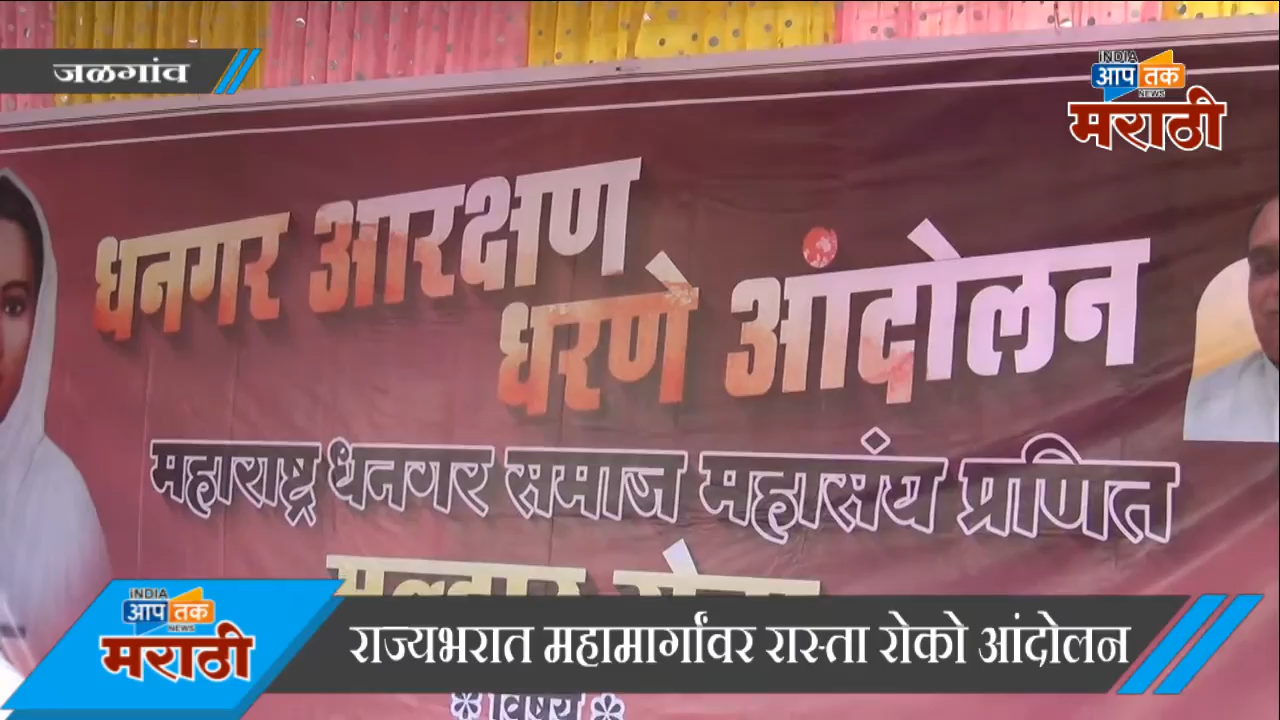 जळगांव
INDIA
आप तक
NEWS
मराठी
धनगर आरक्षण
धरणे आंदोलन
महाराष्ट्र धनगर समाज महासंघ प्रणित
INDIA
आप तक
NEWS
मराठी
राज्यभरात महामार्गांवर रास्ता रोको आंदोलन
विषय